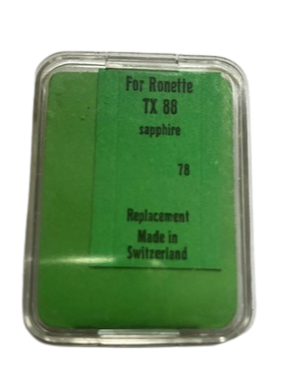 For Ronette
TX 88
sapphire
78
Replacement
Made in
Switzerland